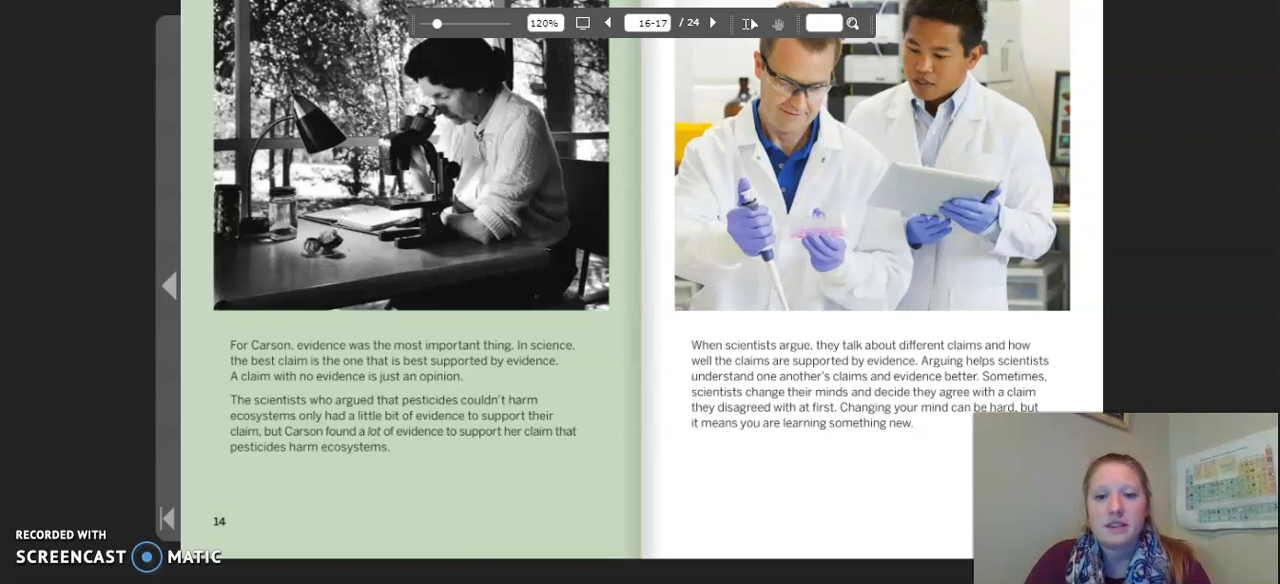 120%
16-17 / 24
For Carson, evidence was the most important thing. In science,
the best claim is the one that is best supported by evidence.
A claim with no evidence is just an opinion.
The scientists who argued that pesticides couldn't harm
ecosystems only had a little bit of evidence to support their
claim, but Carson found a lot of evidence to support her claim that
pesticides harm ecosystems.
14
When scientists argue, they talk about different claims and how
well the claims are supported by evidence. Arguing helps scientists
understand one another's claims and evidence better. Sometimes,
scientists change their minds and decide they agree with a claim
they disagreed with at first. Changing your mind can be hard, but
it means you are learning something new.
RECORDED WITH
SCREENCAST MATIC